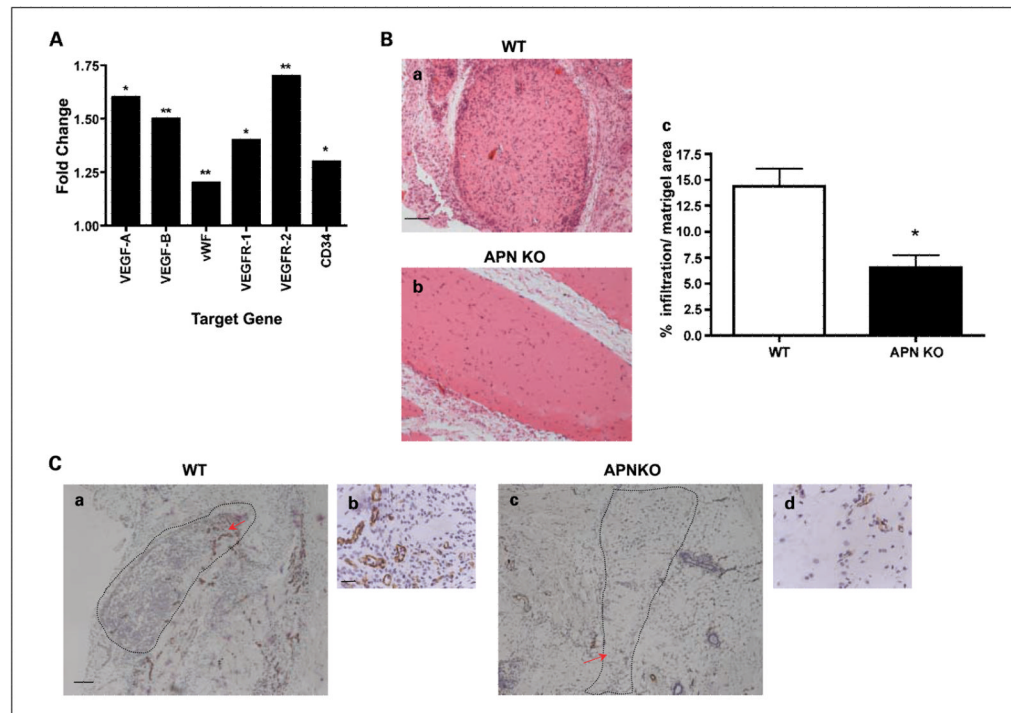 A
Fold Change
1.75
1.50
1.25
1.00
*
**
**
*
**
*
VEGF-A
VEGF-B
vWF
VEGFR-1
VEGFR-2
CD34
Target Gene
B
WT
a
APN KO
b
c
% infiltration/ matrigel area
17.5
15.0
12.5
10.0
7.5
5.0
2.5
0.0
*
WT
APN KO
C
WT
a
b
APNKO
c
d